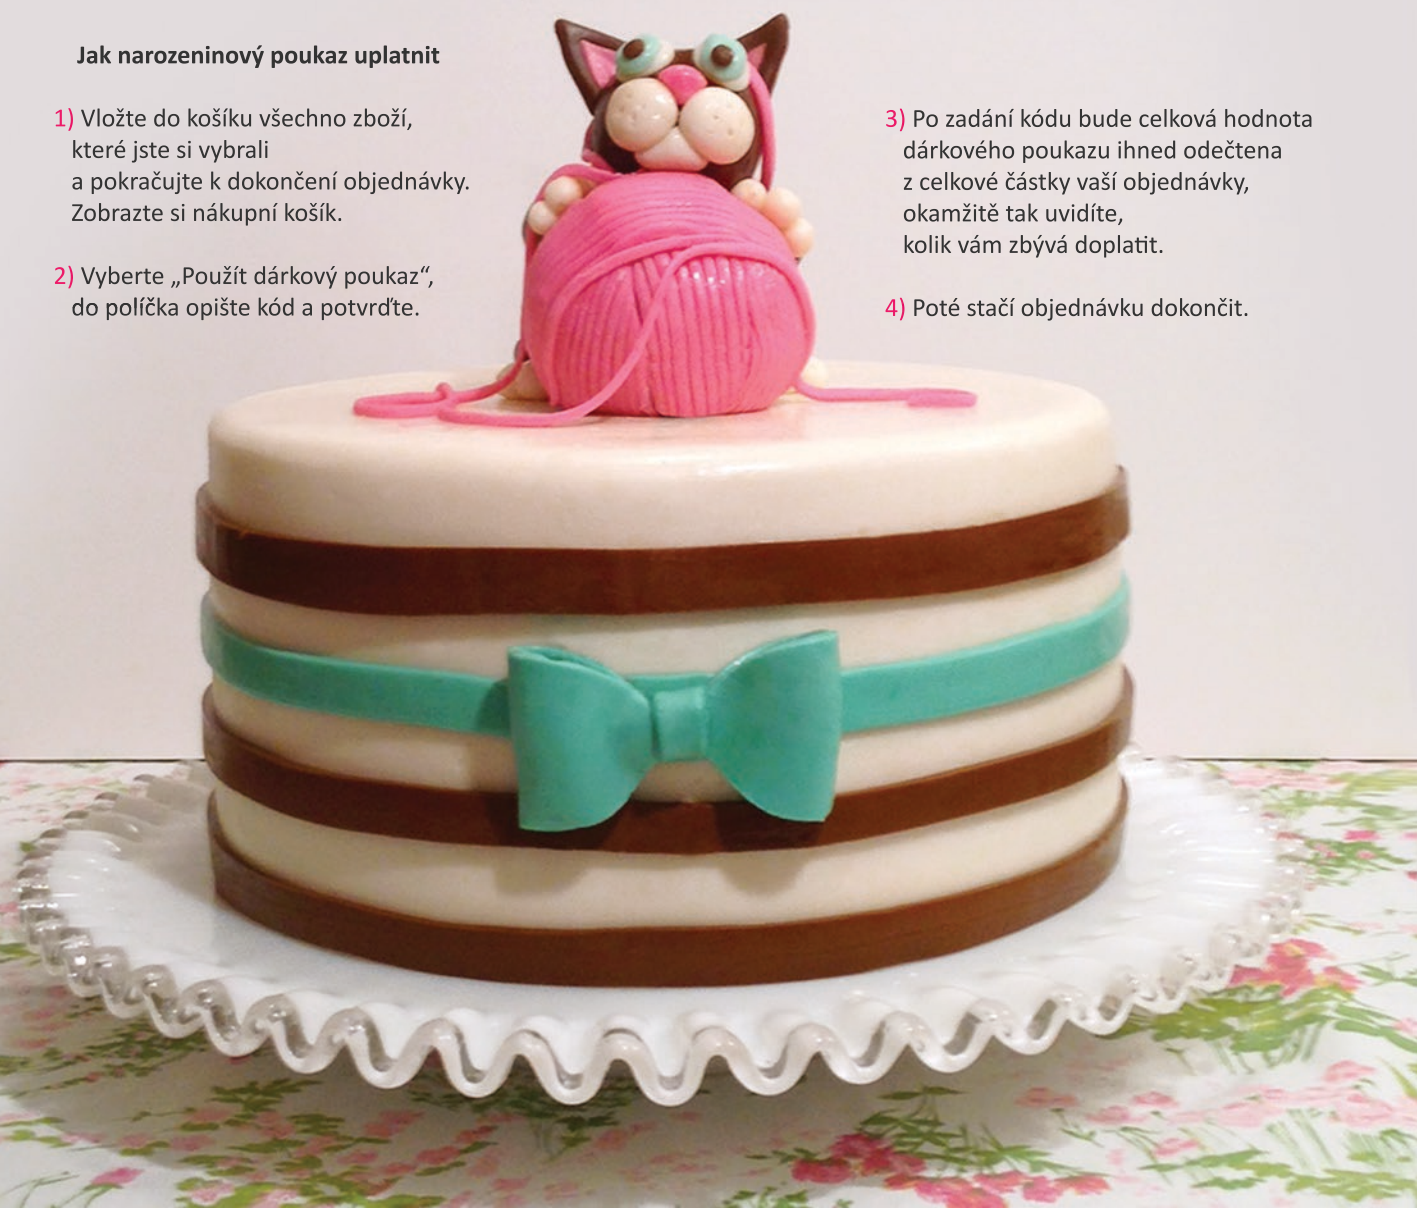 Jak narozeninový poukaz uplatnit
1) Vložte do košíku všechno zboží,
které jste si vybrali
a pokračujte k dokončení objednávky.
Zobrazte si nákupní košík.
2) Vyberte „Použít dárkový poukaz“,
do políčka opište kód a potvrďte.
3) Po zadání kódu bude celková hodnota
dárkového poukazu ihned odečtena
z celkové částky vaší objednávky,
okamžitě tak uvidíte,
kolik vám zbývá doplatit.
4) Poté stačí objednávku dokončit.